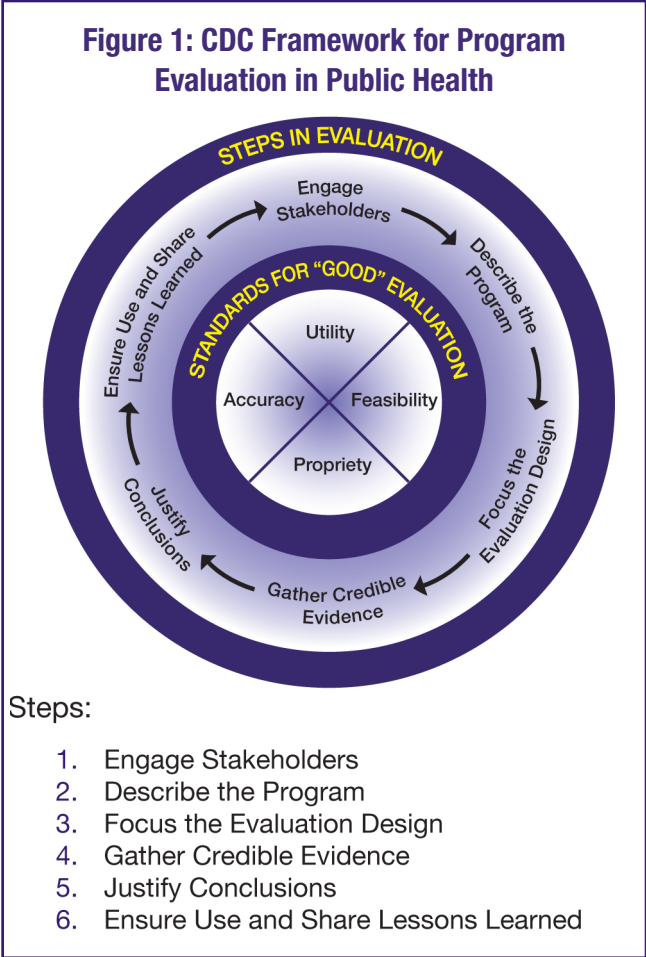 Figure 1: CDC Framework for Program
Evaluation in Public Health
STEPS IN EVALUATION
Engage
Stakeholders
Describe the
Program
Focus the
Evaluation Design
Gather Credible
Evidence
Justify
Conclusions
Ensure Use and Share
Lessons Learned
STANDARDS FOR “GOOD” EVALUATION
Utility
Accuracy
Feasibility
Propriety
Steps:
1. Engage Stakeholders
2. Describe the Program
3. Focus the Evaluation Design
4. Gather Credible Evidence
5. Justify Conclusions
6. Ensure Use and Share Lessons Learned